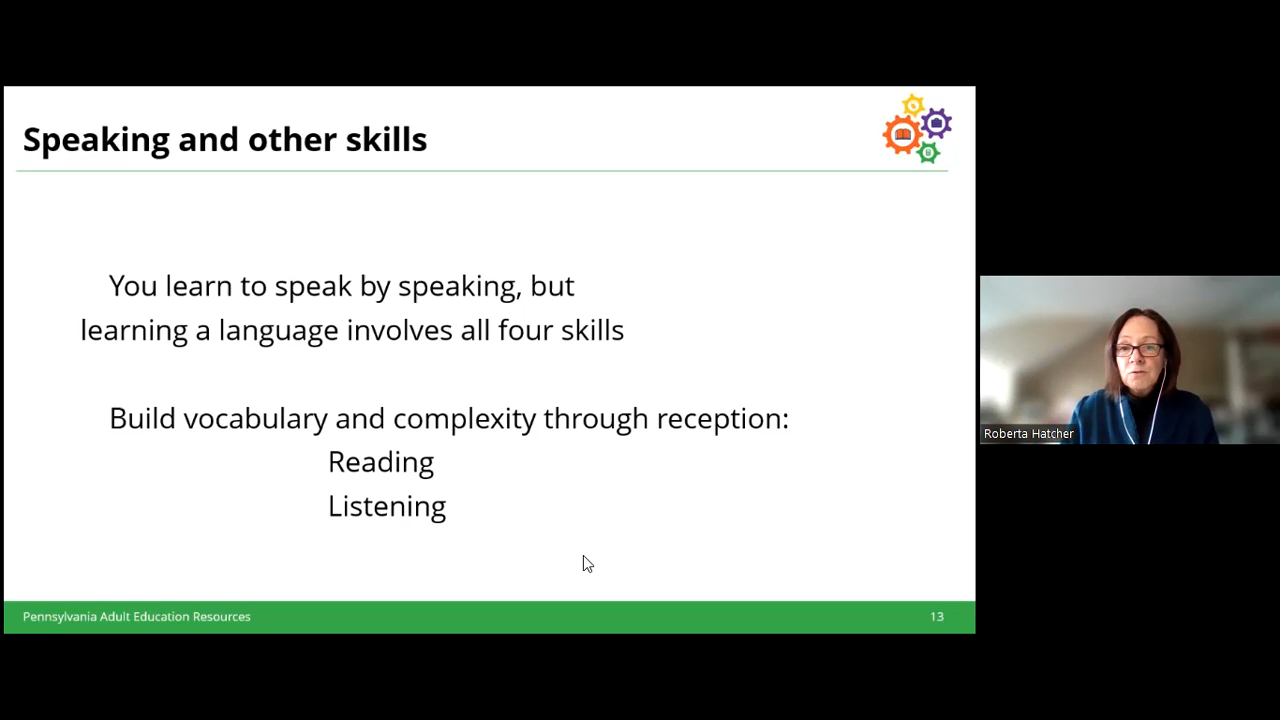 Speaking and other skills
You learn to speak by speaking, but
learning a language involves all four skills
Build vocabulary and complexity through reception:
Reading
Listening
Pennsylvania Adult Education Resources
13
Roberta Hatcher